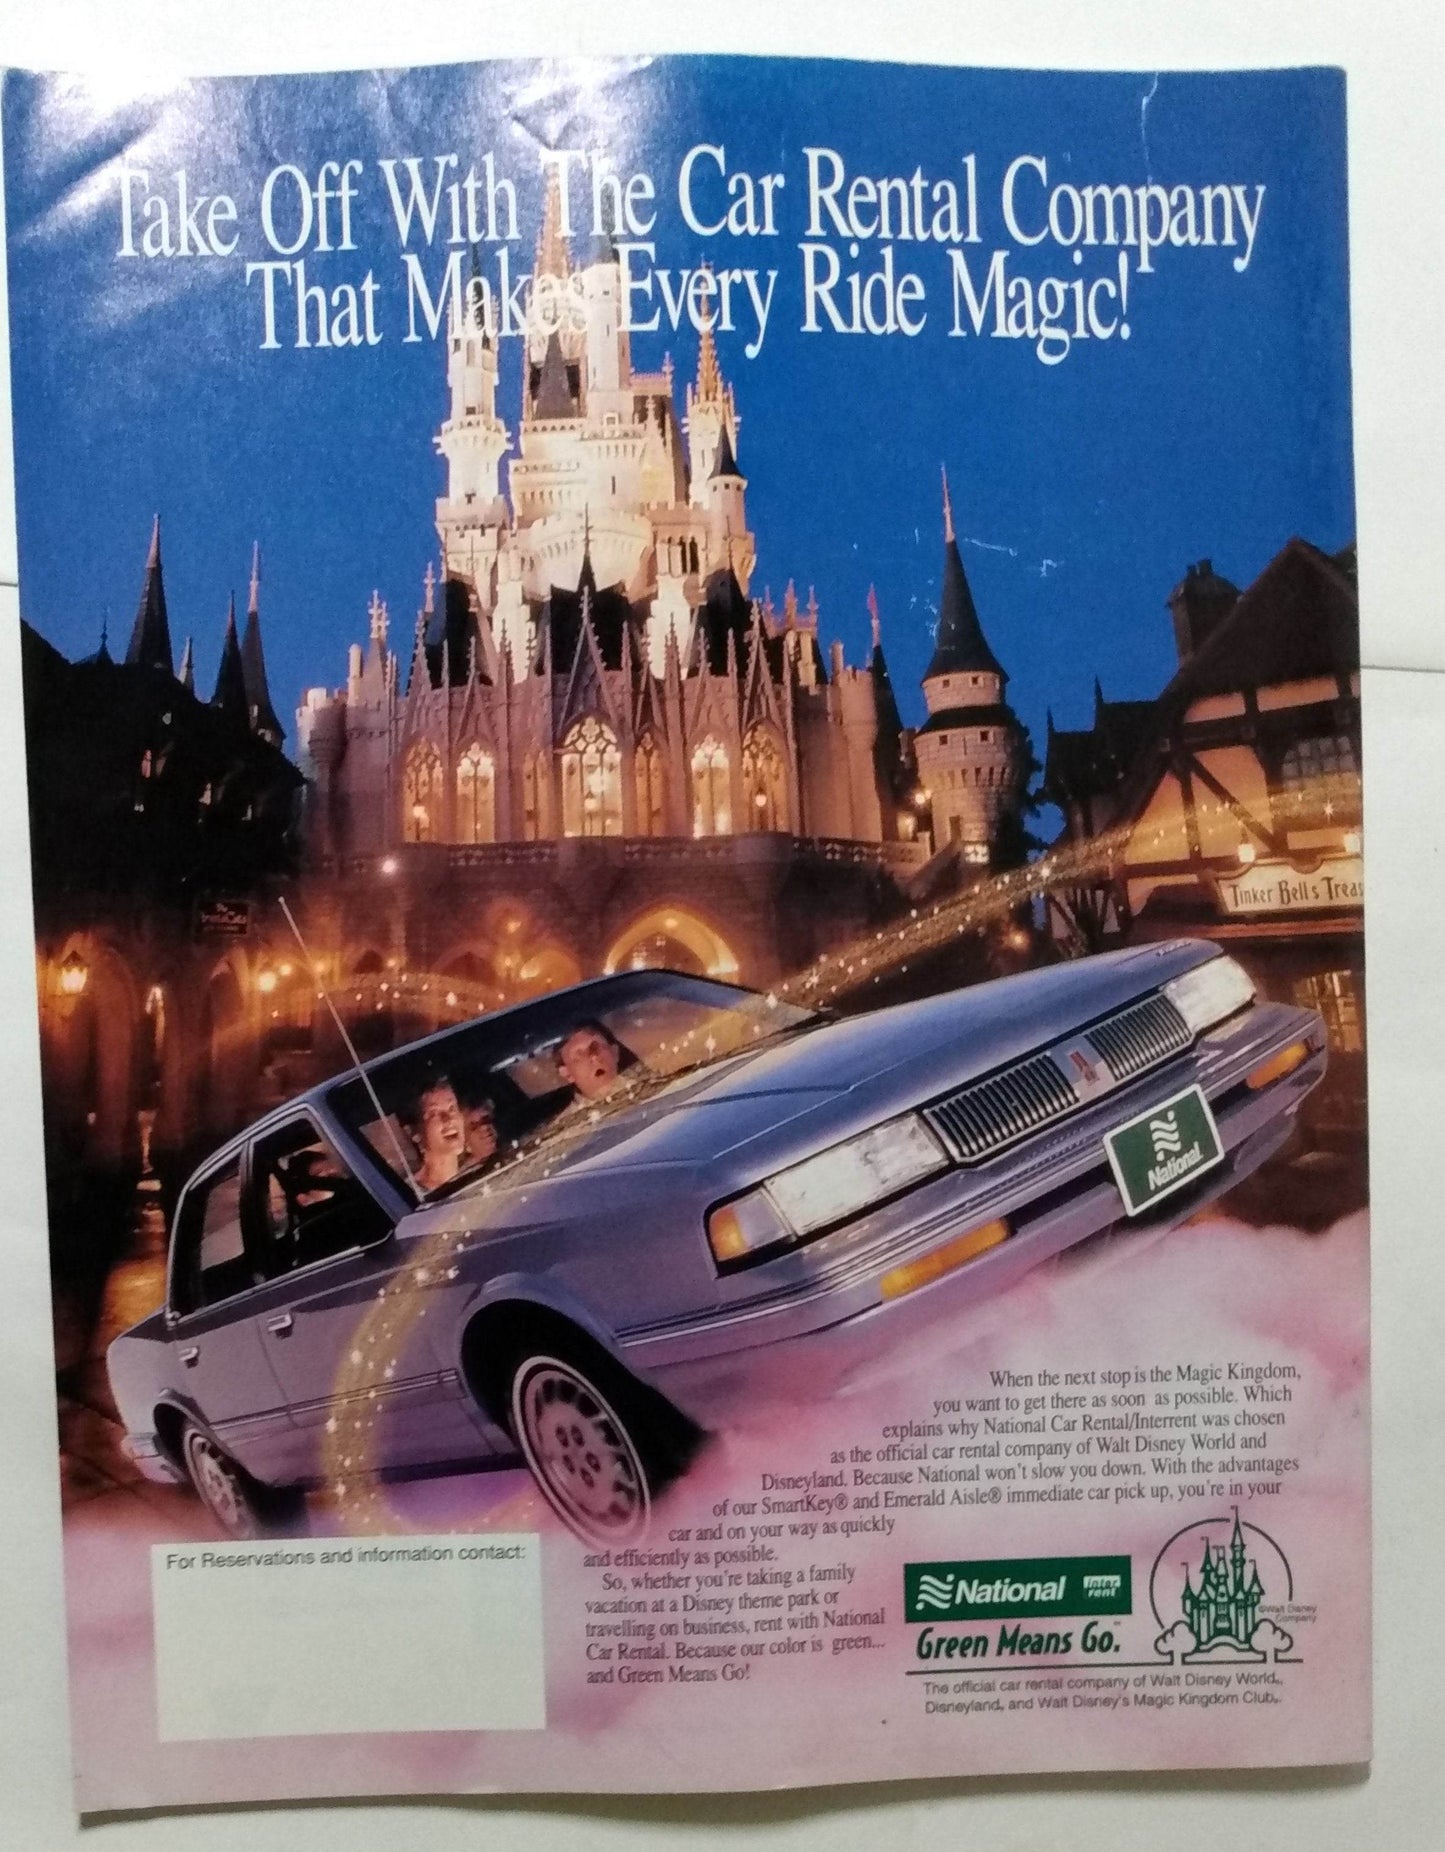 Take Off With The Car Rental Company
That Makes Every Ride Magic!
Tinker Bell's Treas
National.
When the next stop is the Magic Kingdom,
you want to get there as soon as possible. Which
explains why National Car Rental/Interrent was chosen
as the official car rental company of Walt Disney World and
Disneyland. Because National won't slow you down. With the advantages
of our SmartKey® and Emerald Aisle® immediate car pick up, you're in your
car and on your way as quickly
and efficiently as possible.
So, whether you're taking a family
vacation at a Disney theme park or
travelling on business, rent with National
Car Rental. Because our color is green...
and Green Means Go!
For Reservations and information contact:
National Inter rent
Green Means Go.
©Walt Disney
Company
The official car rental company of Walt Disney World,
Disneyland, and Walt Disney's Magic Kingdom Club.